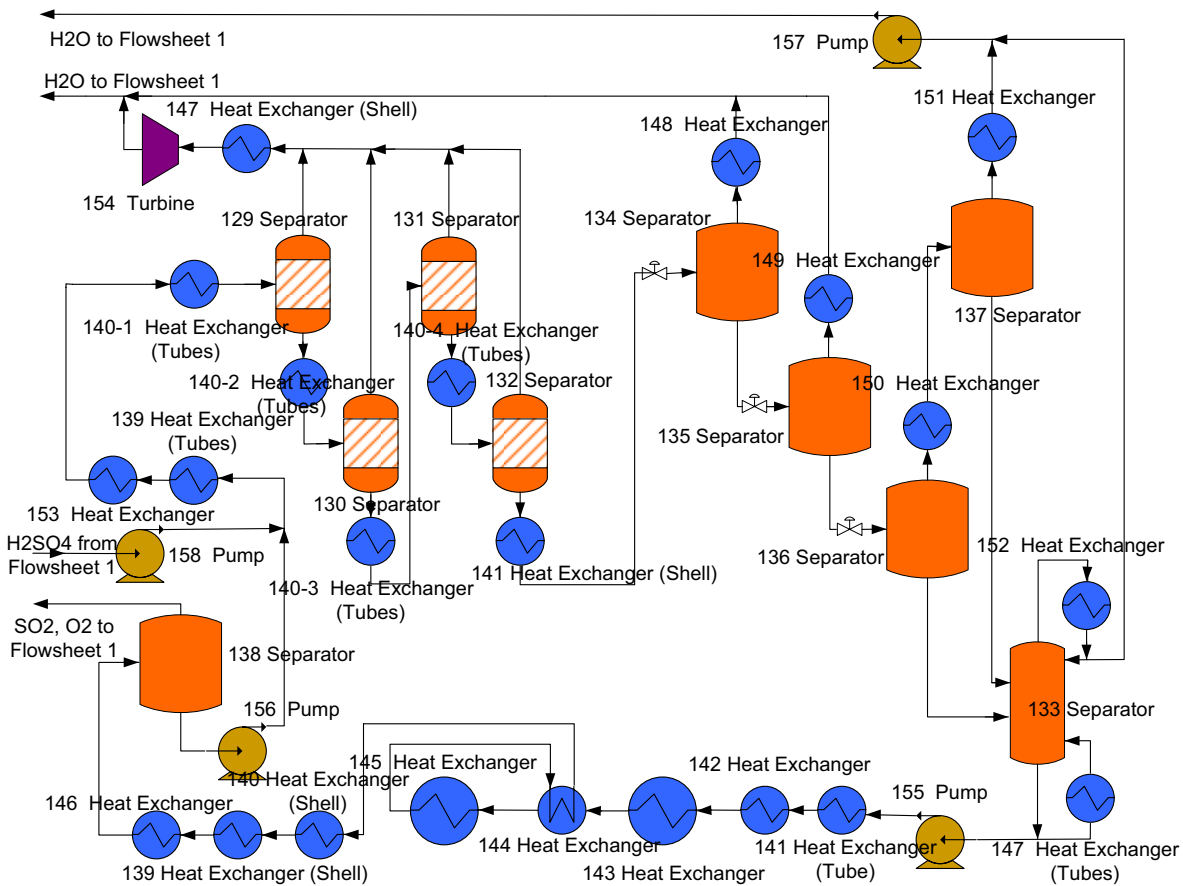 H2O to Flowsheet 1
157  Pump
H2O to Flowsheet 1
147  Heat Exchanger (Shell)
151 Heat Exchanger
148  Heat Exchanger
154  Turbine
129 Separator
131 Separator
134 Separator
149 Heat Exchanger
137 Separator
140-1  Heat Exchanger
(Tubes)
140-4  Heat Exchanger
(Tubes)
140-2  Heat Exchanger
(Tubes)
132 Separator
150  Heat Exchanger
139 Heat Exchanger
(Tubes)
135 Separator
130 Separator
153 Heat Exchanger
H2SO4 from
Flowsheet 1
158  Pump
136 Separator
152  Heat Exchanger
141 Heat Exchanger (Shell)
140-3  Heat Exchanger
(Tubes)
SO2, O2 to
Flowsheet 1
138 Separator
156  Pump
133 Separator
145  Heat Exchanger
142 Heat Exchanger
140 Heat Exchanger
(Shell)
146  Heat Exchanger
155  Pump
144 Heat Exchanger
141 Heat Exchanger
(Tube)
147  Heat Exchanger
(Tubes)
139 Heat Exchanger (Shell)
143 Heat Exchanger